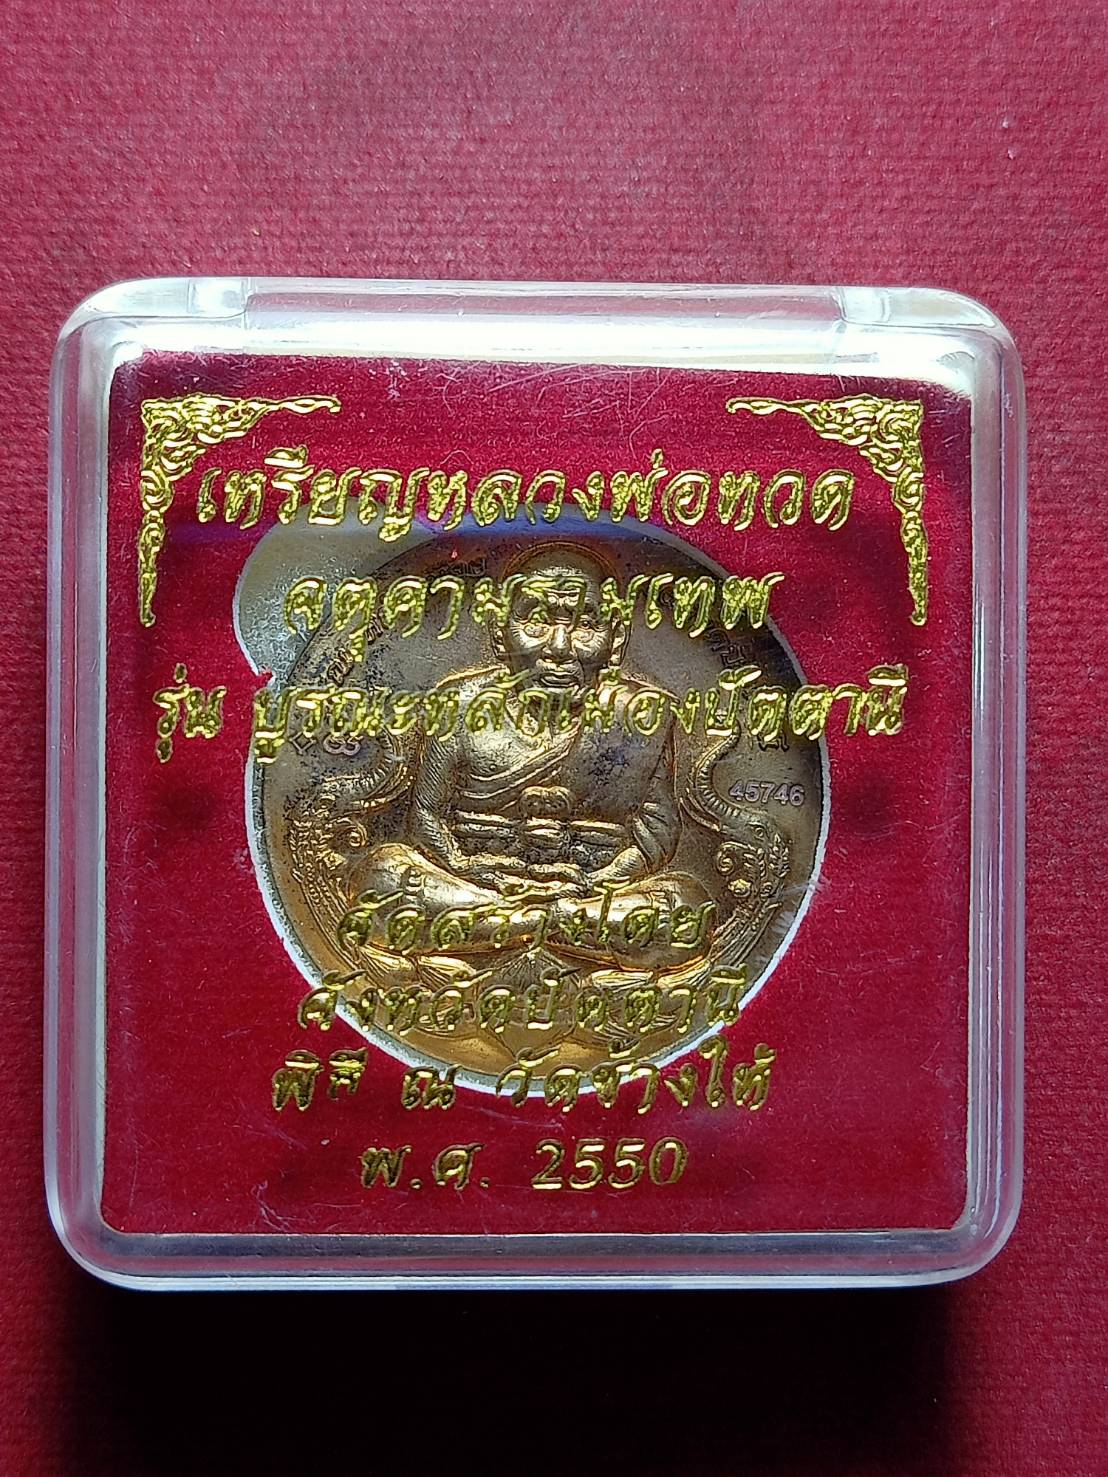 เหรียญหลวงพ่อทวด
จตุคามรามเทพ
รุ่น บูรณะหลักเมืองปัตตานี
45746
จัดสร้างโดย
จังหวัดปัตตานี
พิธี ณ วัดช้างให้
พ.ศ. 2550